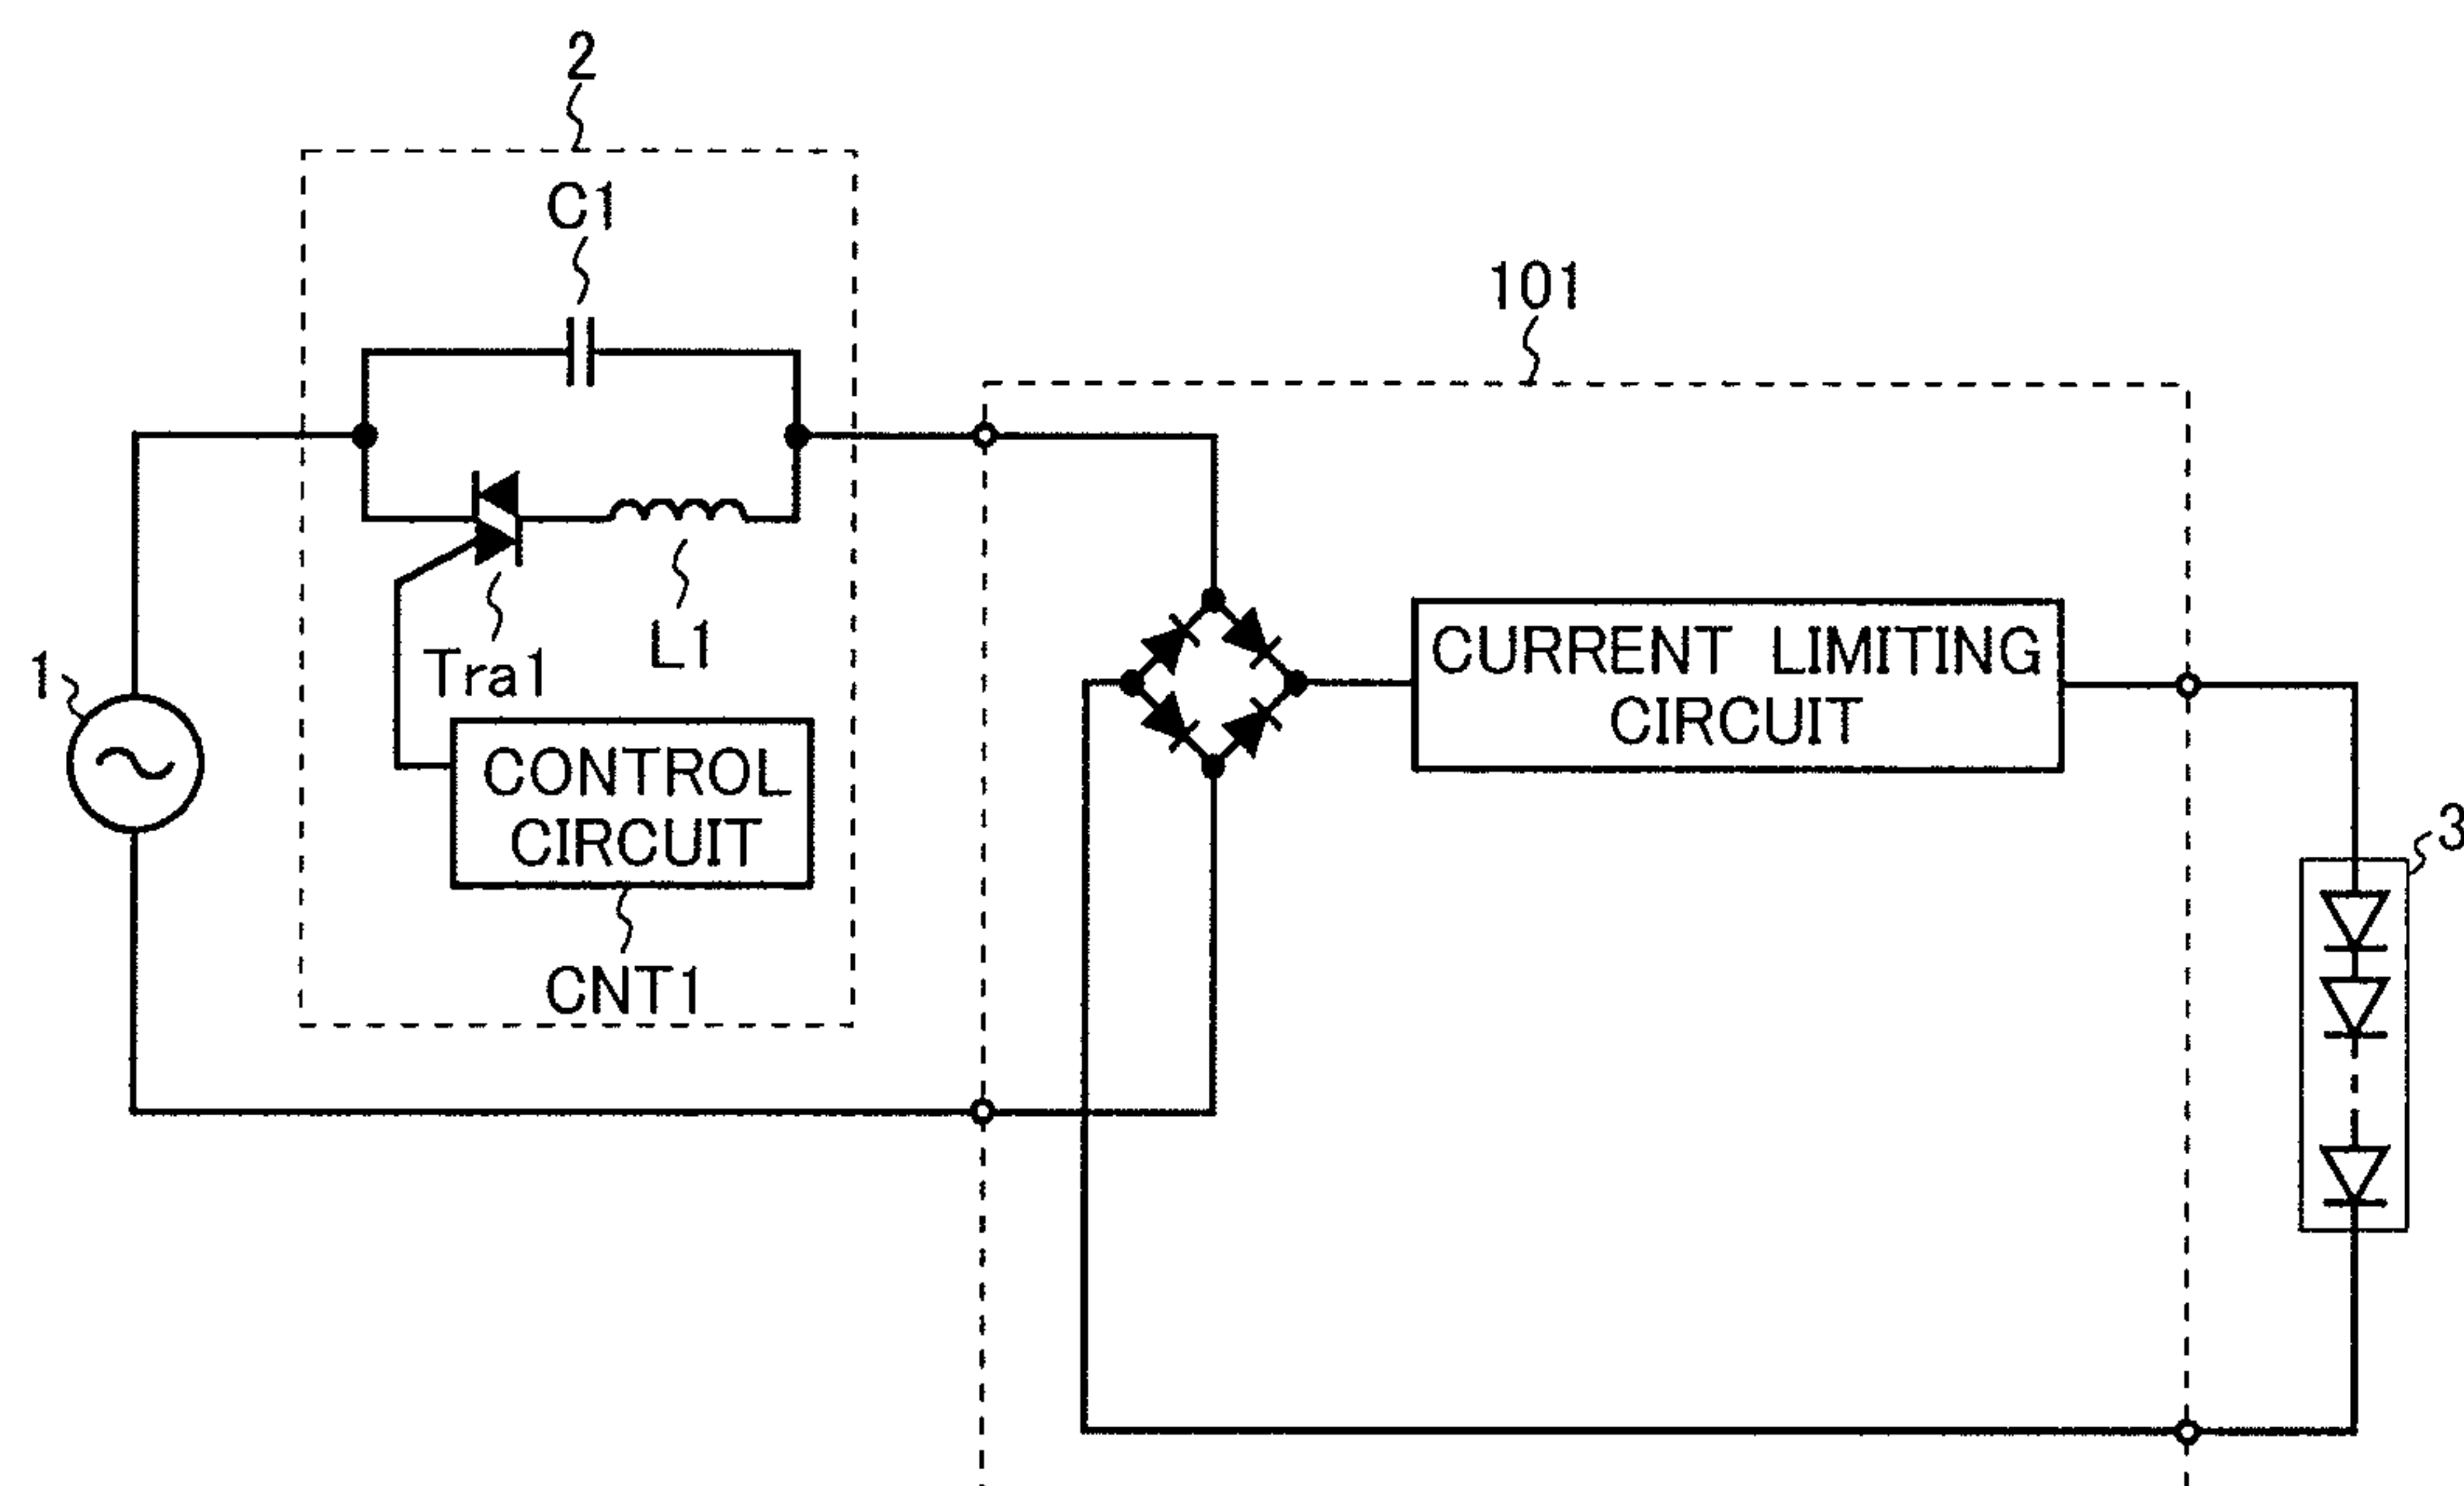 2
C1
101
Tra1
L1
1
CURRENT LIMITING
CIRCUIT
CONTROL
CIRCUIT
3
CNT1